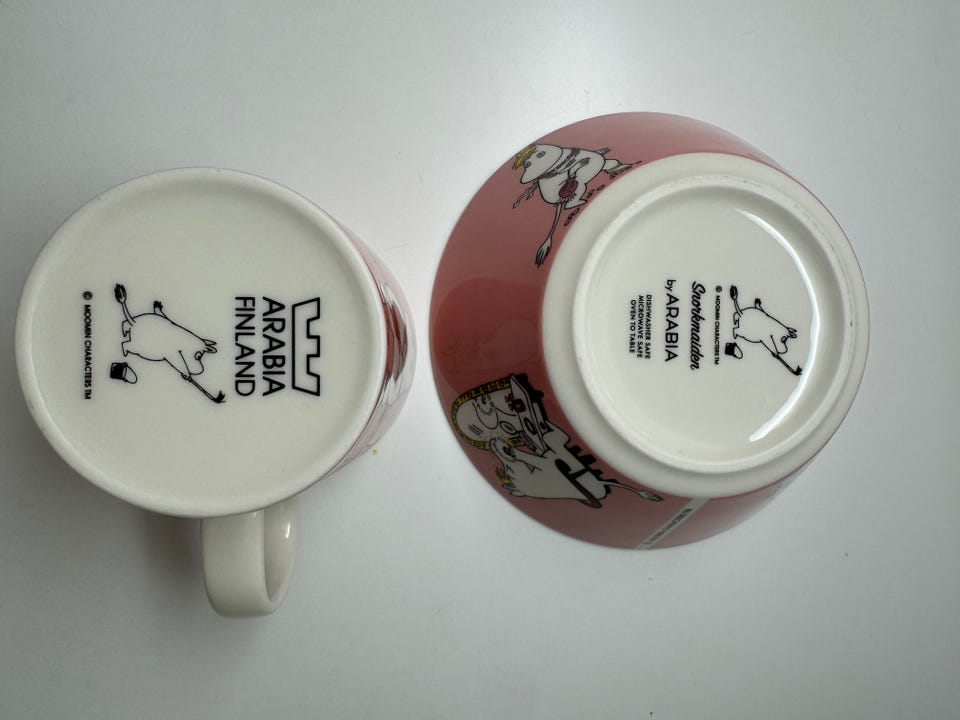 ARABIA
FINLAND
© MOOMIN CHARACTERS TM
© MOOMIN CHARACTERS TM
Snorkmaiden
by ARABIA
DISHWASHER SAFE
MICROWAVE SAFE
OVEN TO TABLE